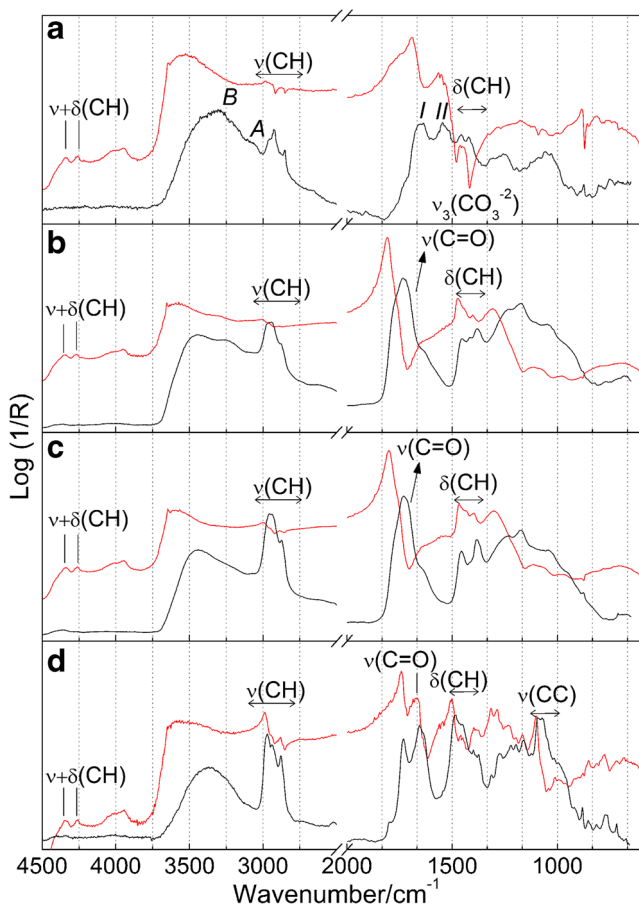 a
ν(CH)
ν+δ(CH)
B
A
I II
δ(CH)
ν3(CO3-2)
b
ν(C=O)
ν+δ(CH)
ν(CH)
δ(CH)
c
ν(C=O)
ν+δ(CH)
ν(CH)
δ(CH)
d
ν(C=O)
ν+δ(CH)
ν(CH)
δ(CH)
ν(CC)
Log (1/R)
4500 4000 3500 3000 2000 2000 1500 1000
Wavenumber/cm-1